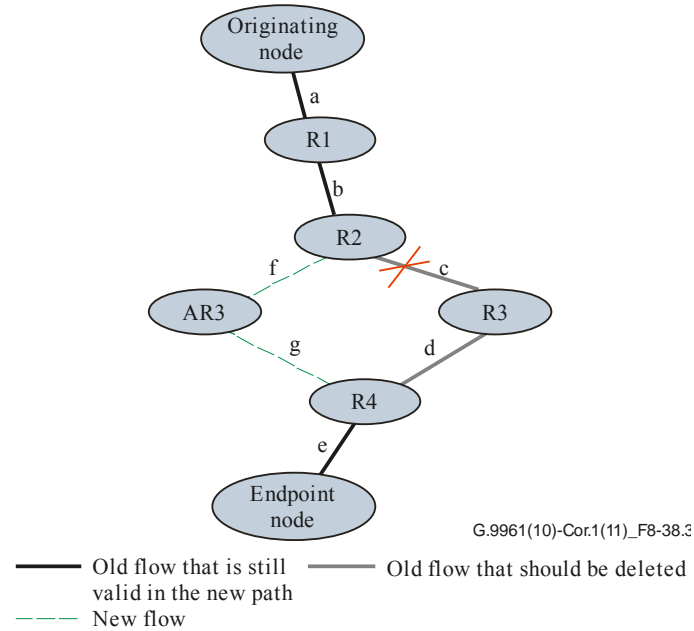 Originating
node
a
R1
b
R2
f
c
AR3
R3
g
d
R4
e
Endpoint
node
G.9961(10)-Cor.1(11)_F8-38.3
Old flow that is still
valid in the new path
Old flow that should be deleted
New flow